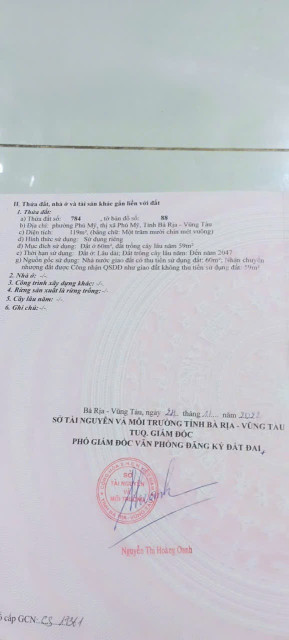 II. Thửa đất, nhà ở và tài sản khác gắn liền với đất
1. Thửa đất:
a) Thửa đất số: 784 , tờ bản đồ số: 88
b) Địa chỉ: phường Phú Mỹ, thị xã Phú Mỹ, Tỉnh Bà Rịa - Vũng Tàu
c) Diện tích: 119m², (bằng chữ: Một trăm mười chín mét vuông)
d) Hình thức sử dụng: Sử dụng riêng
đ) Mục đích sử dụng: Đất ở 60m², đất trồng cây lâu năm 59m²
e) Thời hạn sử dụng: Đất ở: Lâu dài; Đất trồng cây lâu năm: Đến năm 2047
g) Nguồn gốc sử dụng: Nhà nước giao đất có thu tiền sử dụng đất: 60m²; Nhận chuyển
nhượng đất được Công nhận QSDĐ như giao đất không thu tiền sử dụng đất: 59m²
2. Nhà ở: -/-
3. Công trình xây dựng khác: -/-
4. Rừng sản xuất là rừng trồng: -/-
5. Cây lâu năm: -/-
6. Ghi chú: -/-
Bà Rịa - Vũng Tàu, ngày tháng năm
SỞ TÀI NGUYÊN VÀ MÔI TRƯỜNG TỈNH BÀ RỊA - VŨNG TÀU
TUQ. GIÁM ĐỐC
PHÓ GIÁM ĐỐC VĂN PHÒNG ĐĂNG KÝ ĐẤT ĐAI
SỞ
TÀI NGUYÊN
VÀ
MÔI TRƯỜNG
Nguyễn Thị Hoàng Oanh
cấp GCN: CS